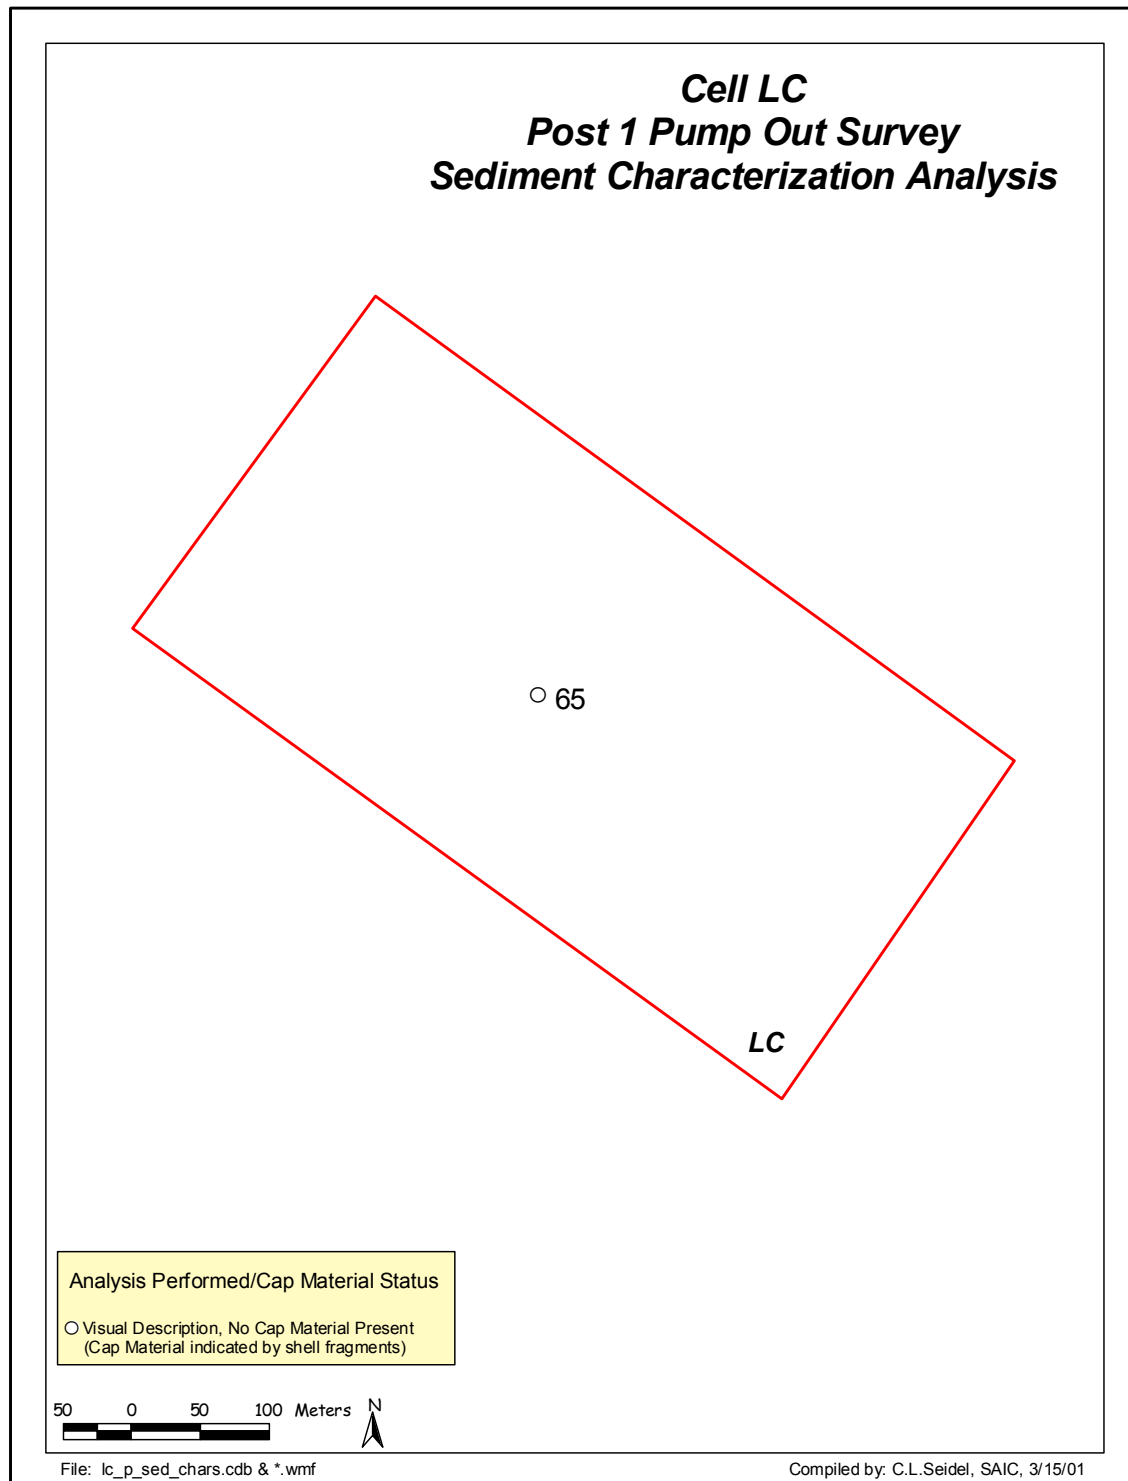 Cell LC
Post 1 Pump Out Survey
Sediment Characterization Analysis
65
LC
Analysis Performed/Cap Material Status
Visual Description, No Cap Material Present
(Cap Material indicated by shell fragments)
50 0 50 100 Meters N
File: lc_p_sed_chars.cdb & *.wmf
Compiled by: C.L.Seidel, SAIC, 3/15/01